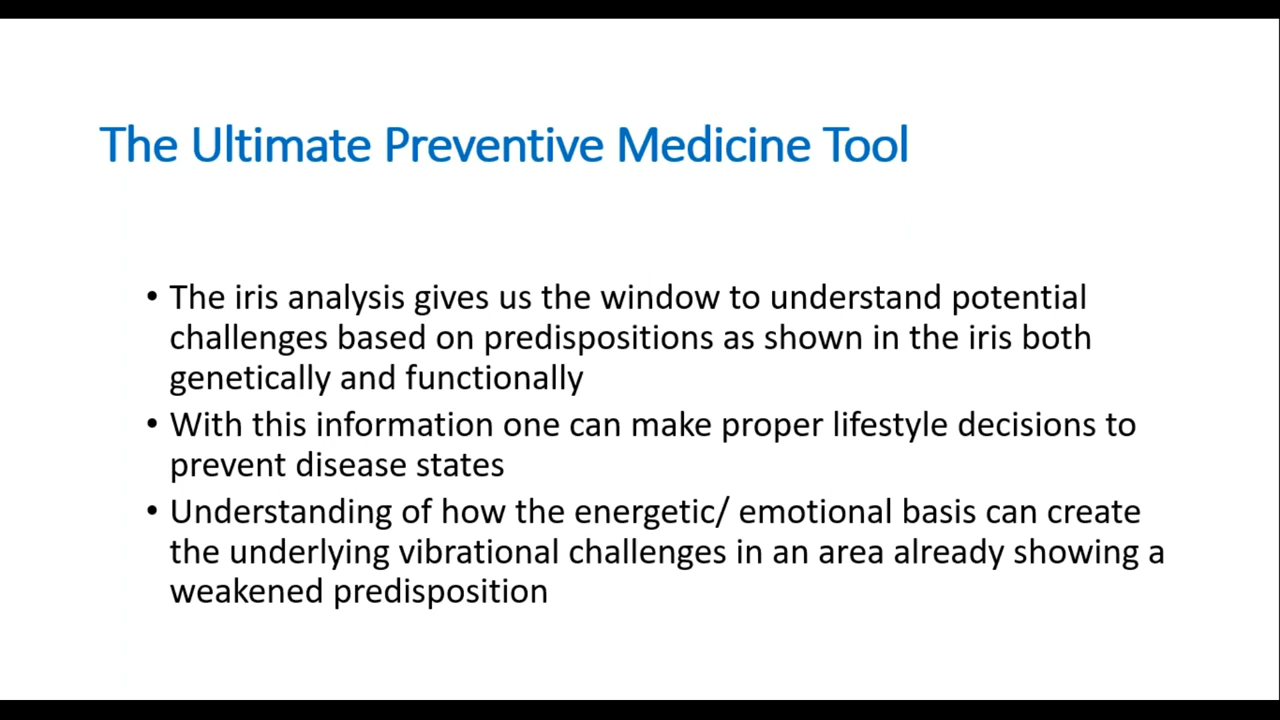 The Ultimate Preventive Medicine Tool
• The iris analysis gives us the window to understand potential
challenges based on predispositions as shown in the iris both
genetically and functionally
• With this information one can make proper lifestyle decisions to
prevent disease states
• Understanding of how the energetic/ emotional basis can create
the underlying vibrational challenges in an area already showing a
weakened predisposition